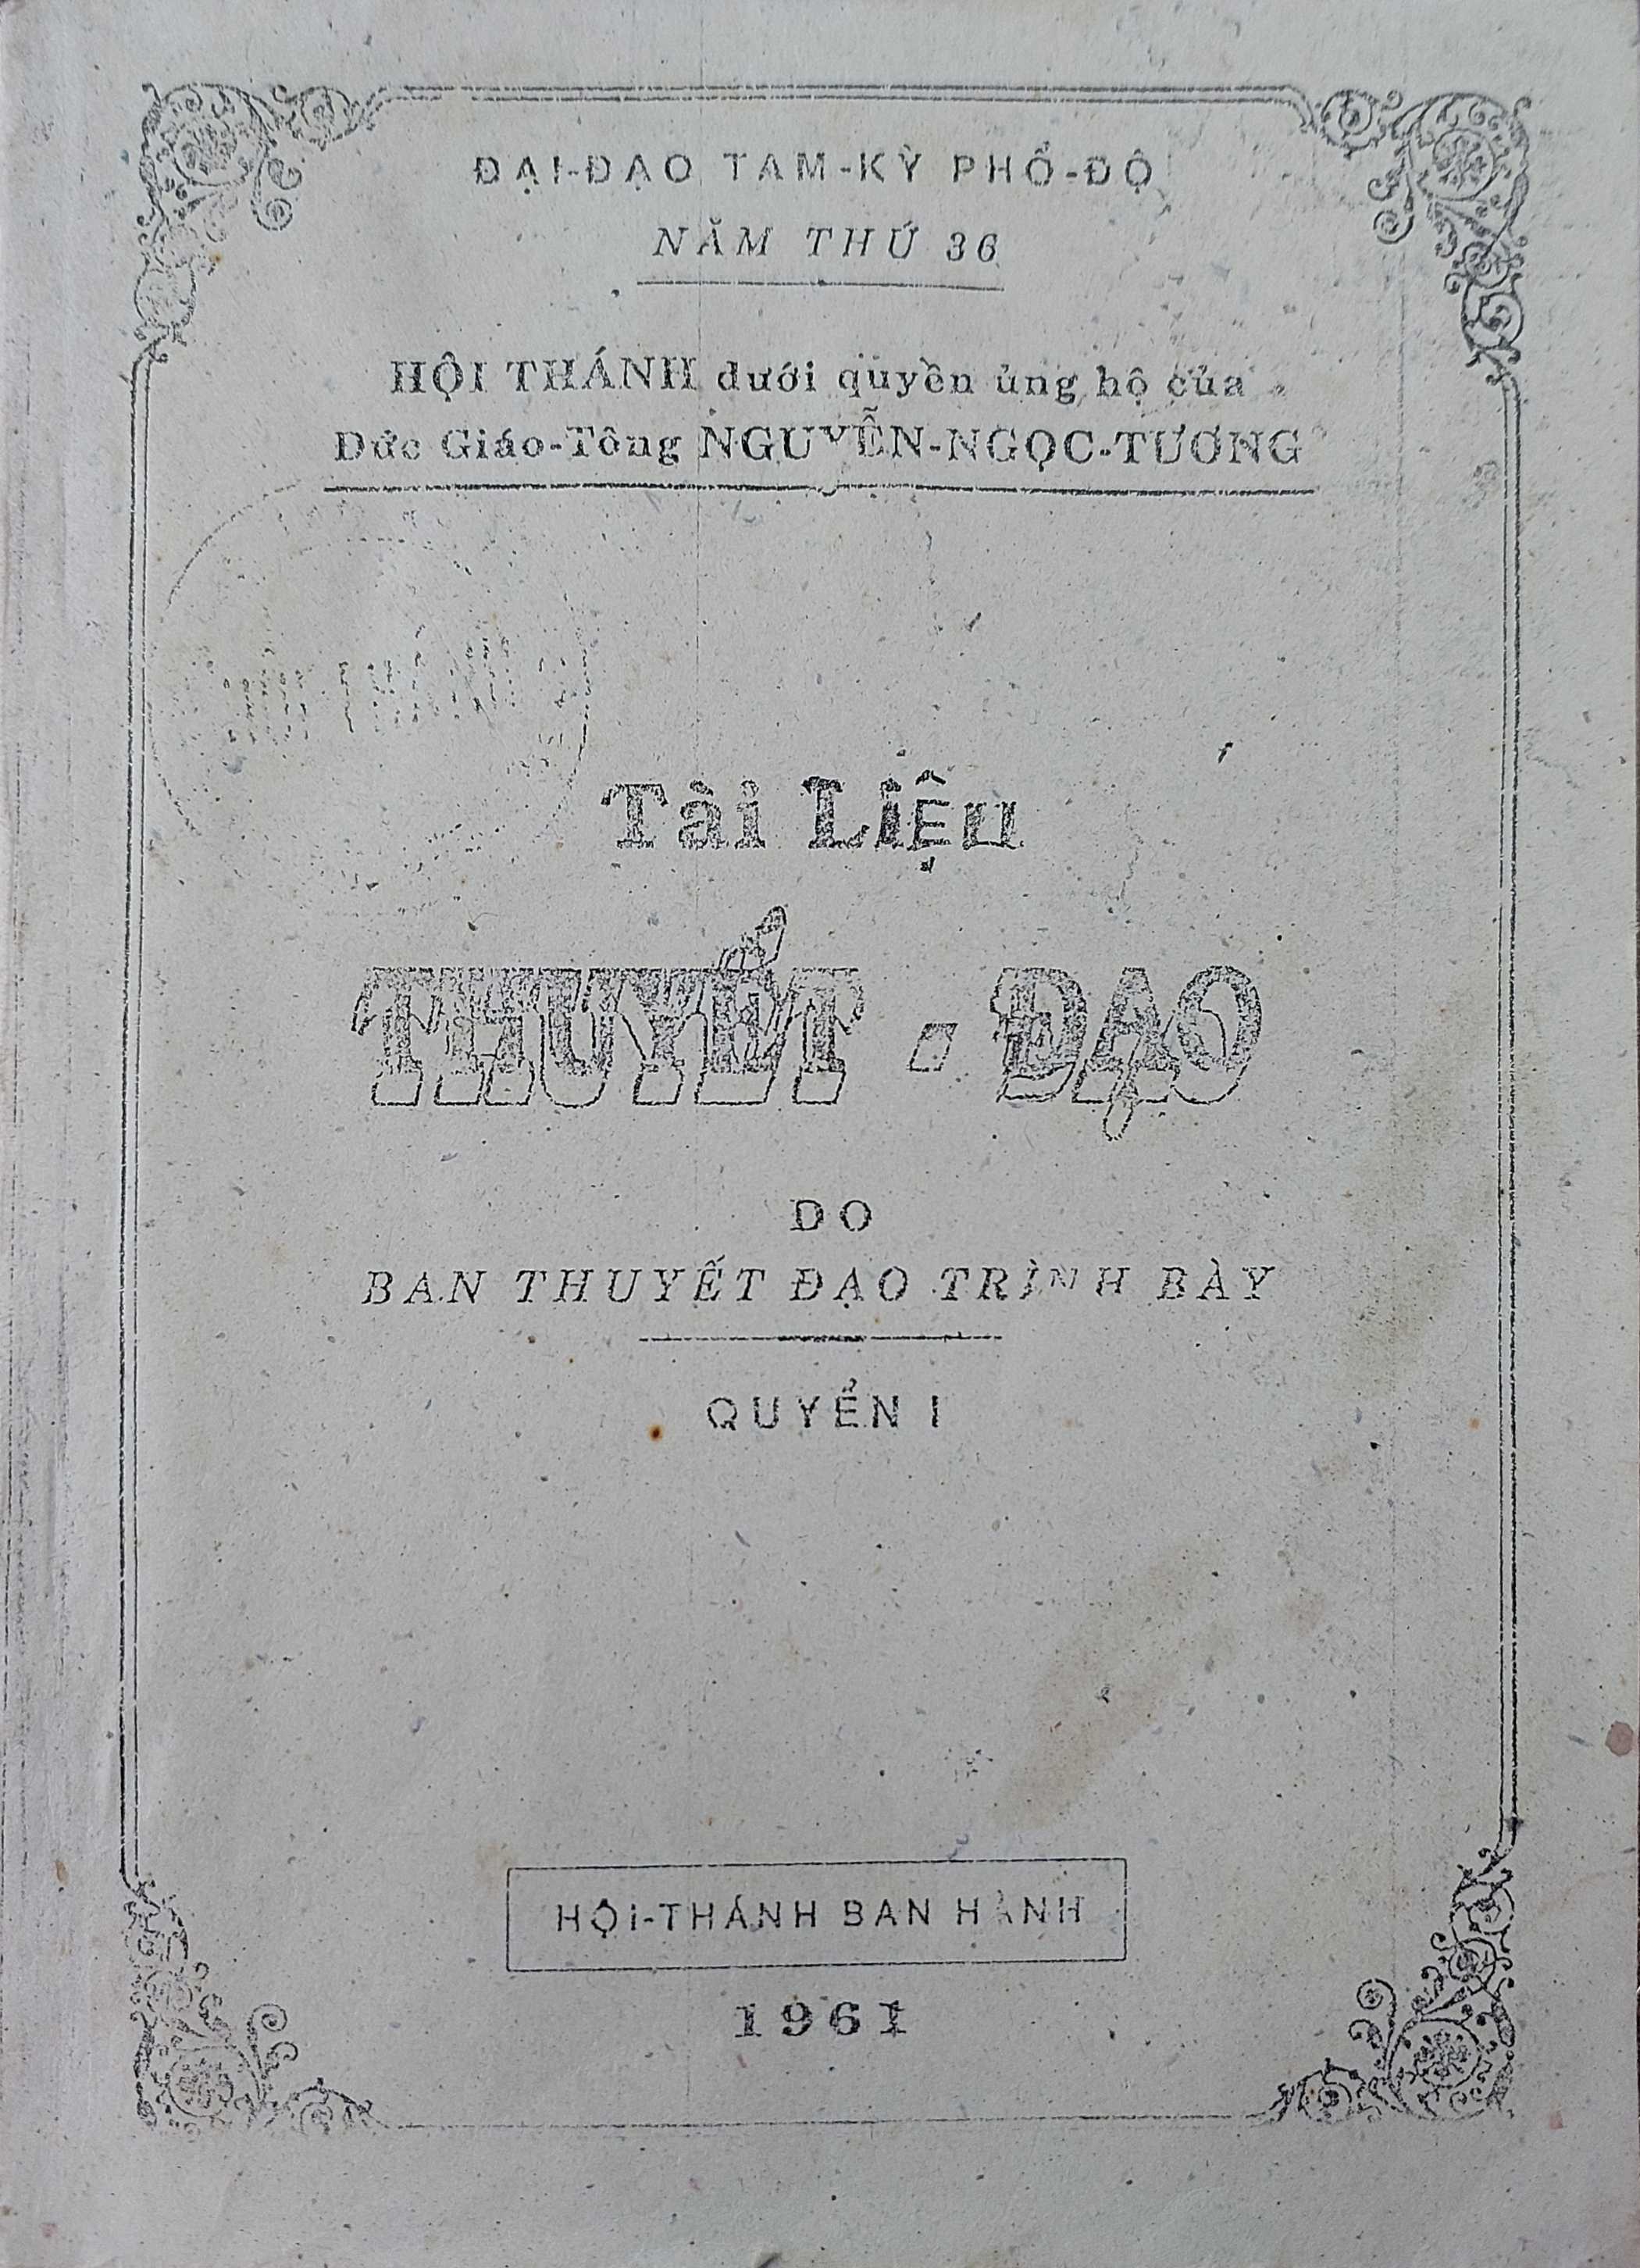 ĐẠI-ĐẠO TAM-KỲ PHỔ-ĐỘ
NĂM THỨ 36
HỘI THÁNH dưới quyền ủng hộ của
Đức Giáo-Tông NGUYỄN-NGỌC-TƯƠNG
Tài Liệu
THUYẾT - ĐẠO
DO
BAN THUYẾT ĐẠO TRÌNH BÀY
QUYỂN I
HỘI-THÁNH BAN HÀNH
1961